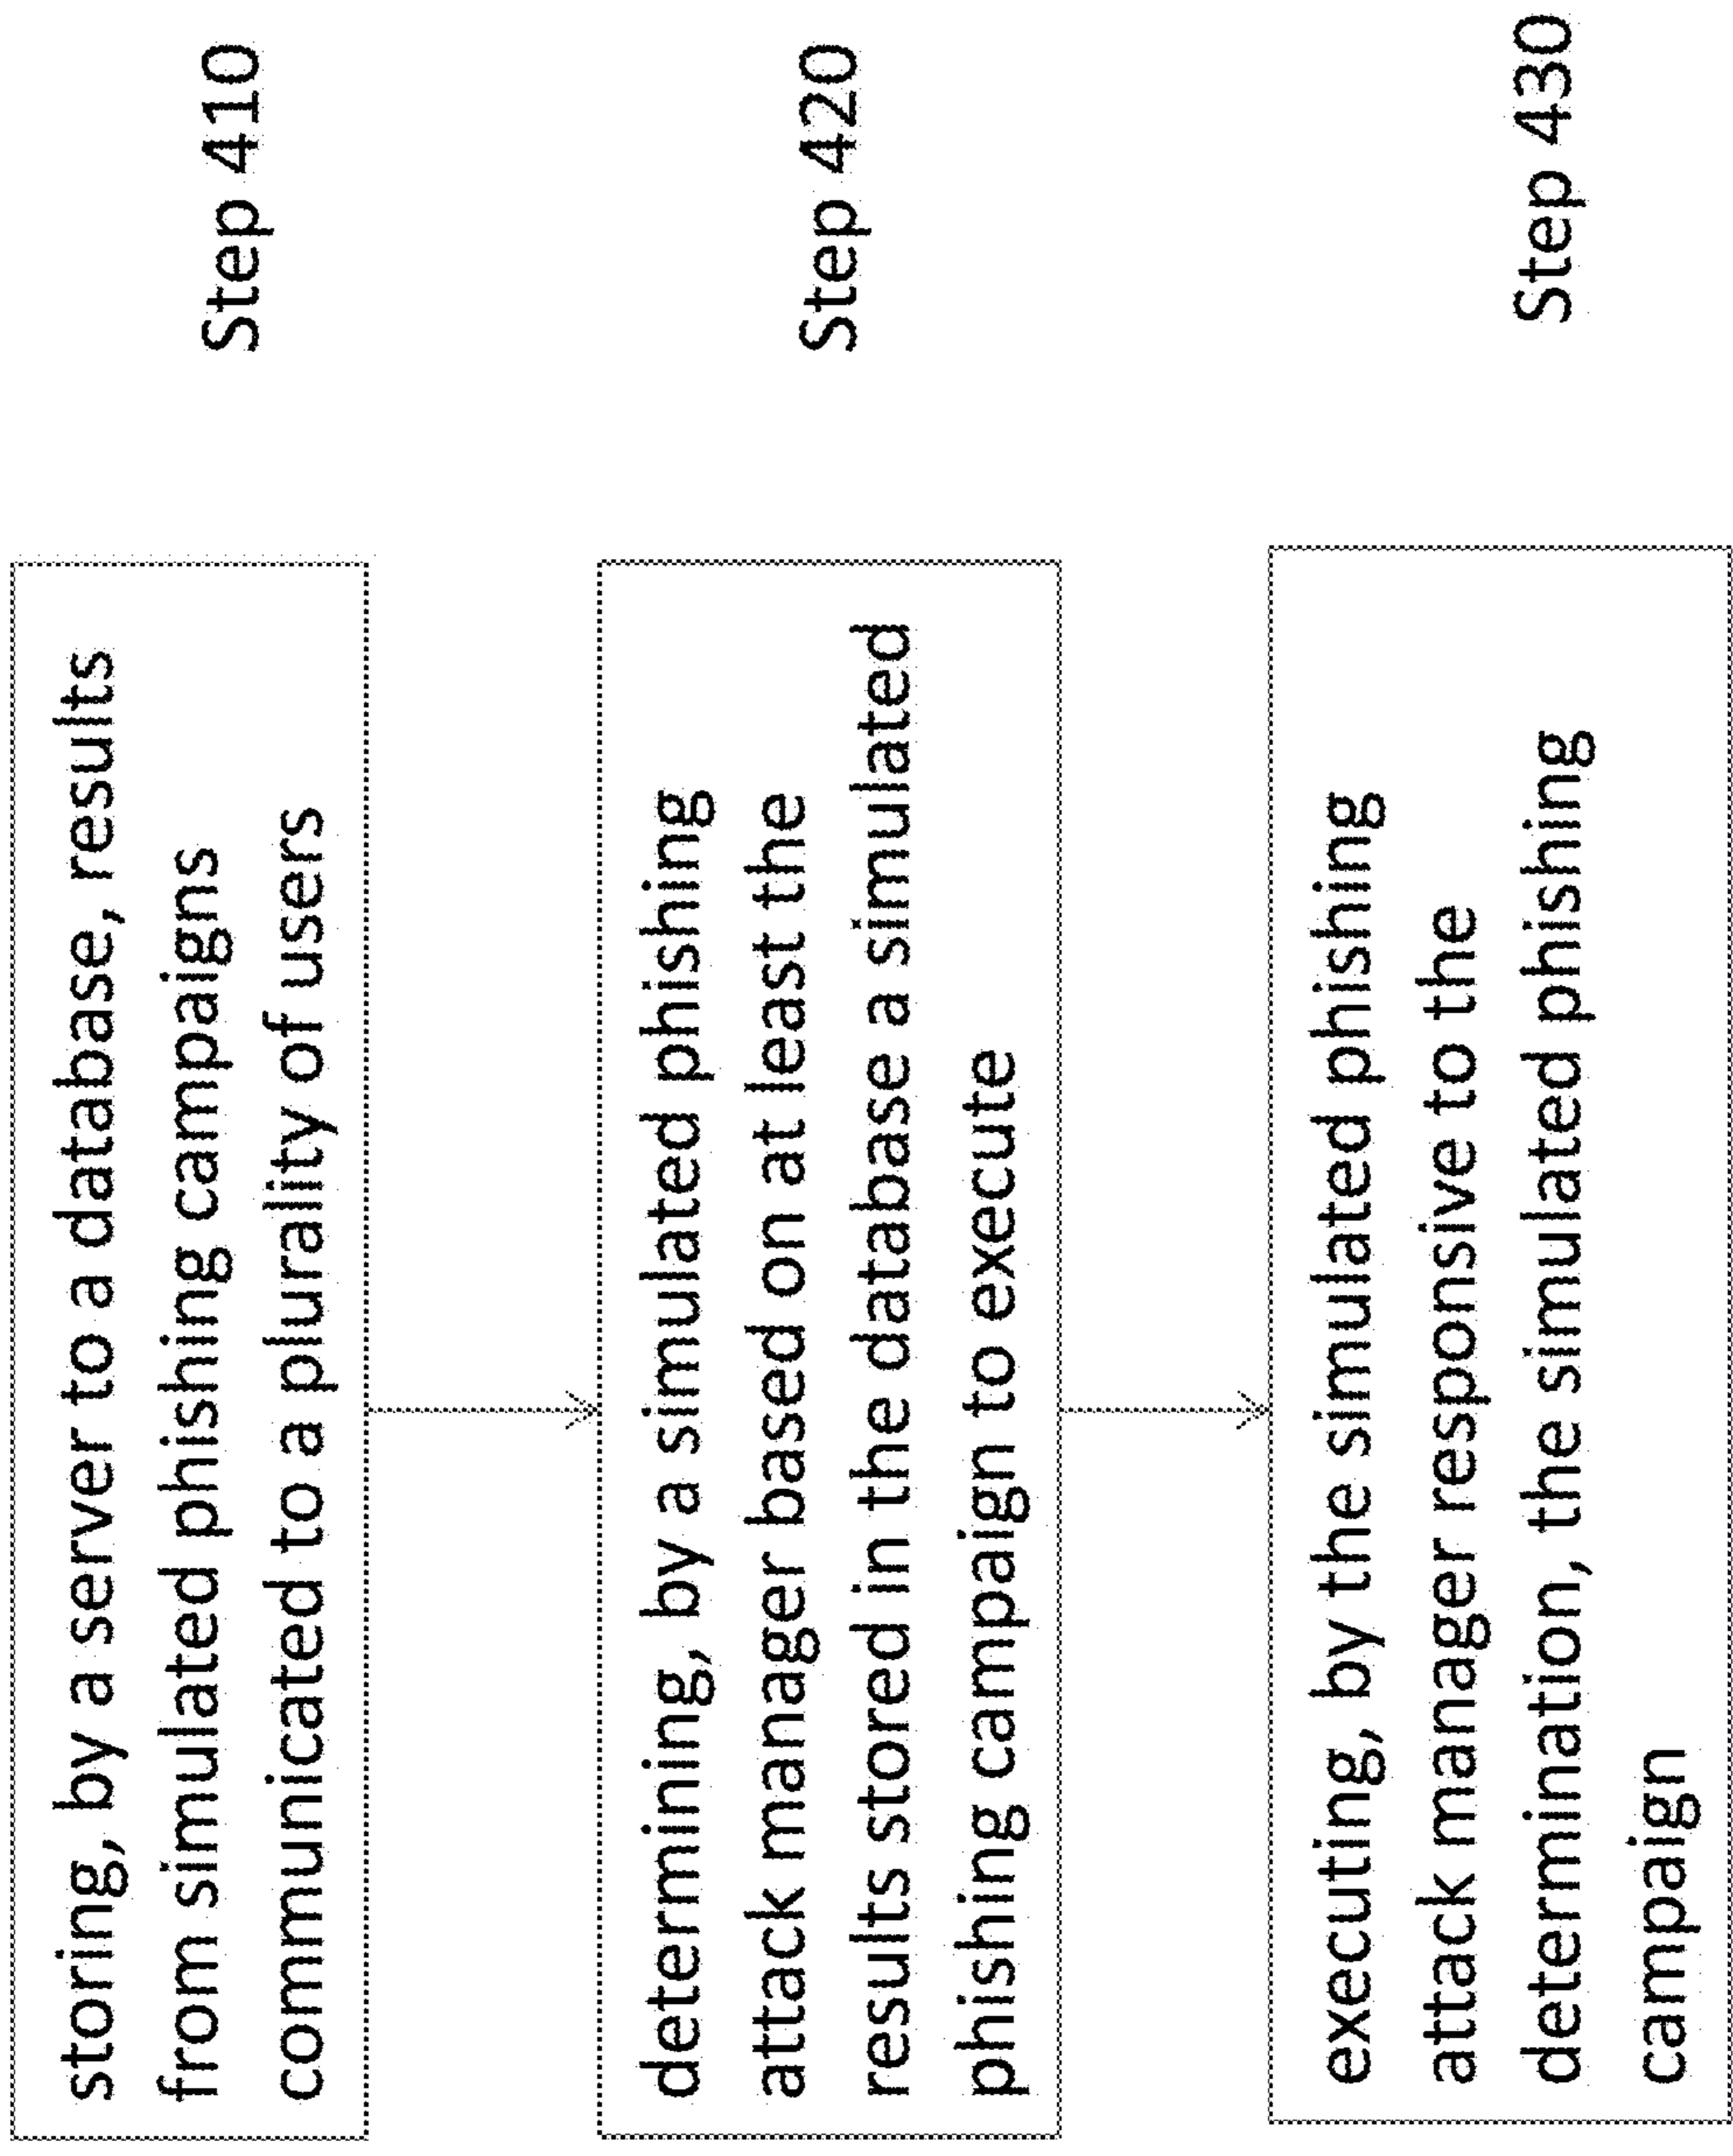 storing, by a server to a database, results
from simulated phishing campaigns
communicated to a plurality of users
Step 410
determining, by a simulated phishing
attack manager based on at least the
results stored in the database a simulated
phishing campaign to execute
Step 420
executing, by the simulated phishing
attack manager responsive to the
determination, the simulated phishing
campaign
Step 430